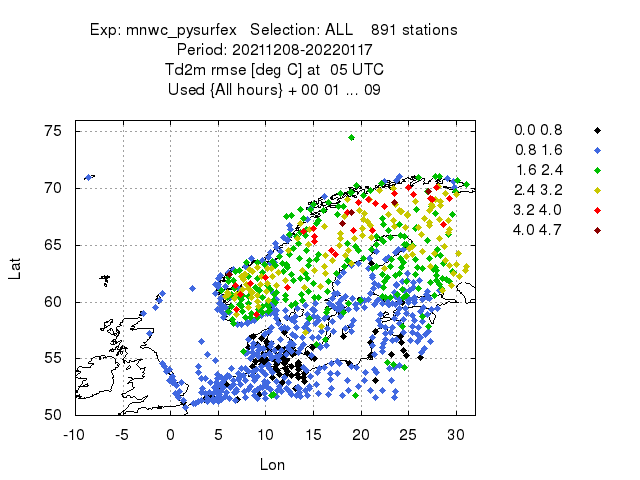 Exp: mnwc_pysurfex   Selection: ALL    891 stations
Period: 20211208-20220117
Td2m rmse [deg C] at  05 UTC
Used {All hours} + 00 01 ... 09
75
70
65
60
55
50
Lat
-10 -5 0 5 10 15 20 25 30
Lon
0.0 0.8
0.8 1.6
1.6 2.4
2.4 3.2
3.2 4.0
4.0 4.7